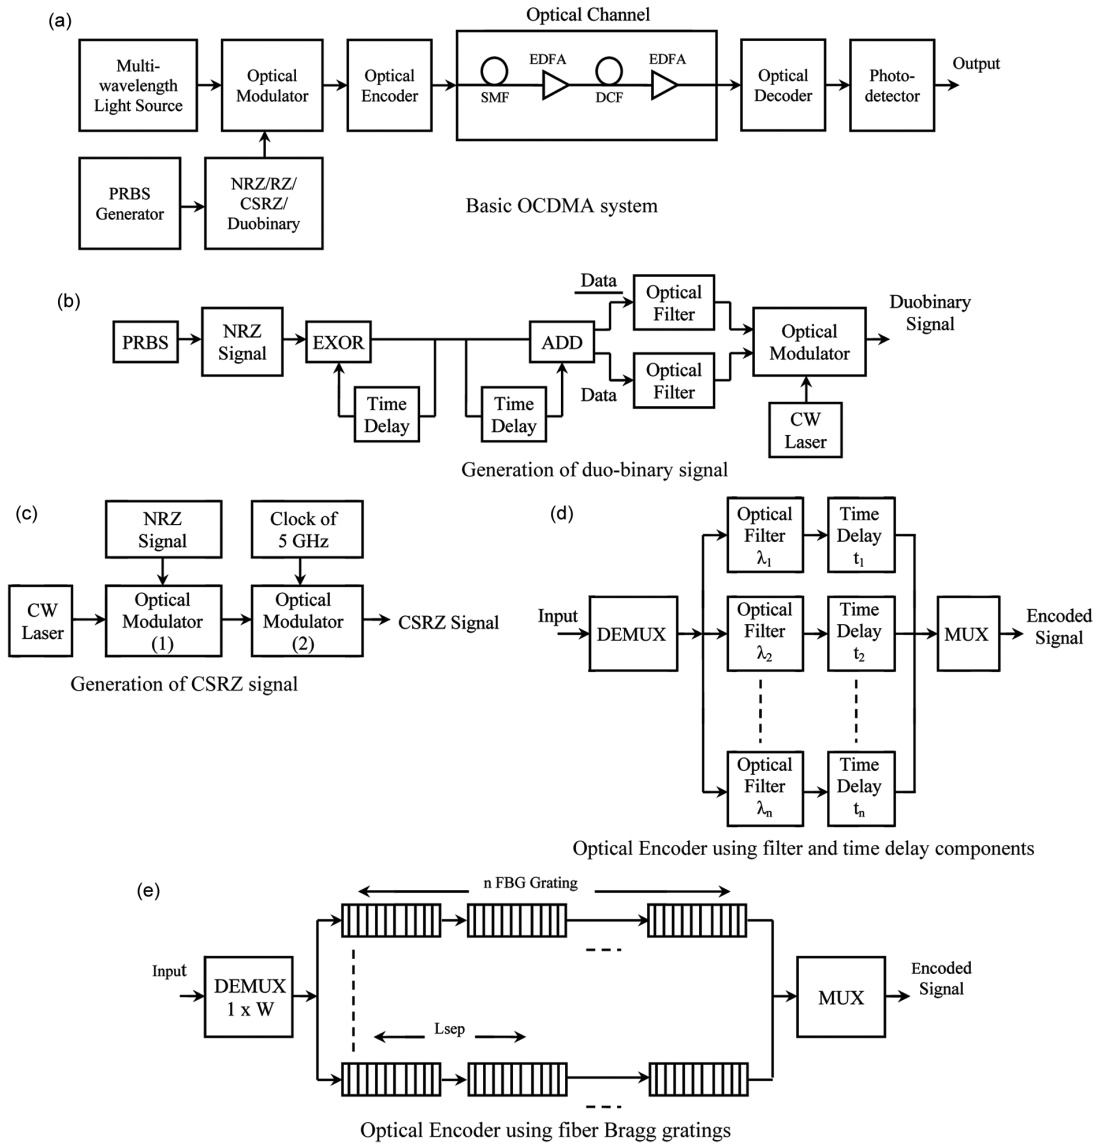 (a)
Optical Channel
Multi-
wavelength
Light Source
Optical
Modulator
Optical
Encoder
SMF
EDFA
DCF
EDFA
Optical
Decoder
Photo-
detector
Output
PRBS
Generator
NRZ/RZ/
CSRZ/
Duobinary
Basic OCDMA system
(b)
PRBS
NRZ
Signal
EXOR
Time
Delay
Time
Delay
ADD
Data
Data
Optical
Filter
Optical
Filter
Optical
Modulator
CW
Laser
Duobinary
Signal
Generation of duo-binary signal
(c)
NRZ
Signal
Clock of
5 GHz
CW
Laser
Optical
Modulator
(1)
Optical
Modulator
(2)
CSRZ Signal
Generation of CSRZ signal
(d)
Input
DEMUX
Optical
Filter
λ1
Time
Delay
t1
Optical
Filter
λ2
Time
Delay
t2
Optical
Filter
λn
Time
Delay
tn
MUX
Encoded
Signal
Optical Encoder using filter and time delay components
(e)
n FBG Grating
Input
DEMUX
1 x W
Lsep
MUX
Encoded
Signal
Optical Encoder using fiber Bragg gratings